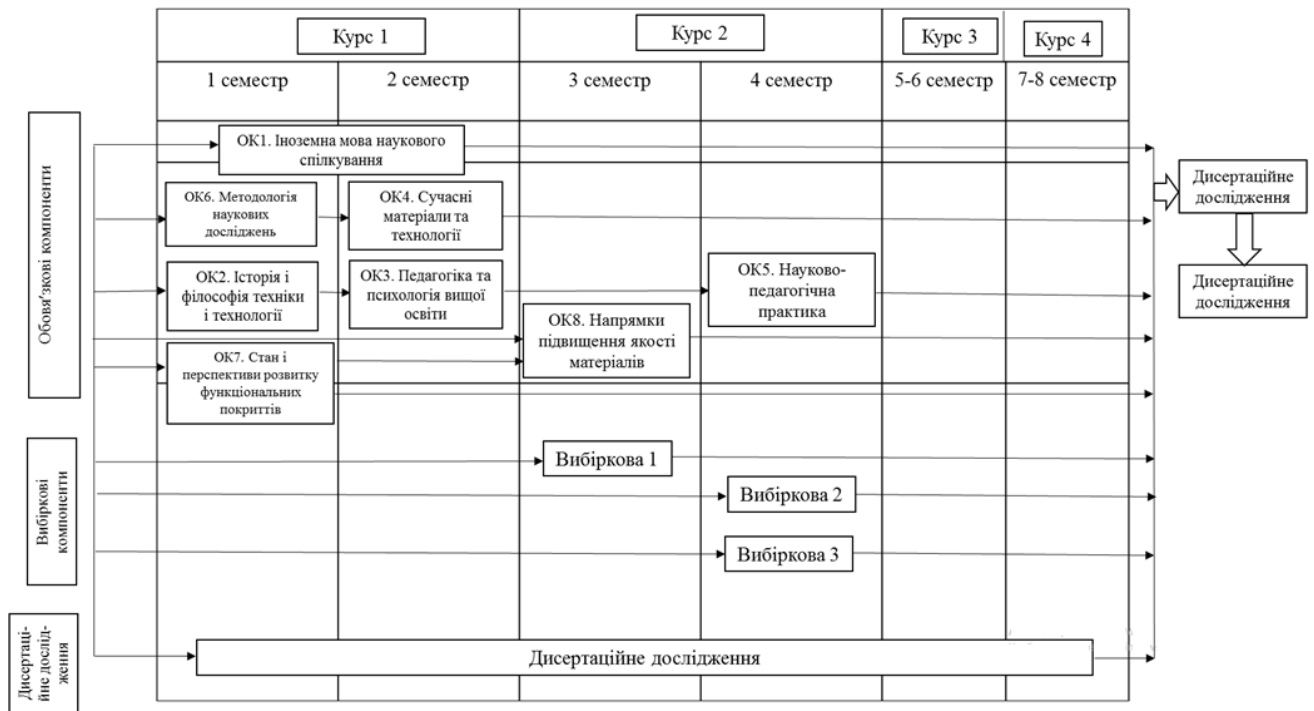 Курс 1
Курс 2
Курс 3
Курс 4
1 семестр
2 семестр
3 семестр
4 семестр
5-6 семестр
7-8 семестр
Обовя'зкові компоненти
ОК1. Іноземна мова наукового
спілкування
ОК6. Методологія
наукових
досліджень
ОК4. Сучасні
матеріали та
технології
ОК2. Історія і
філософія техніки
і технології
ОК3. Педагогіка та
психологія вищої
освіти
ОК5. Науково-
педагогічна
практика
ОК8. Напрямки
підвищення якості
матеріалів
ОК7. Стан і
перспективи розвитку
функціональних
покриттів
Дисертаційне
дослідження
Дисертаційне
дослідження
Вибіркові
компоненти
Вибіркова 1
Вибіркова 2
Вибіркова 3
Дисертаці-
йне дослід-
ження
Дисертаційне дослідження